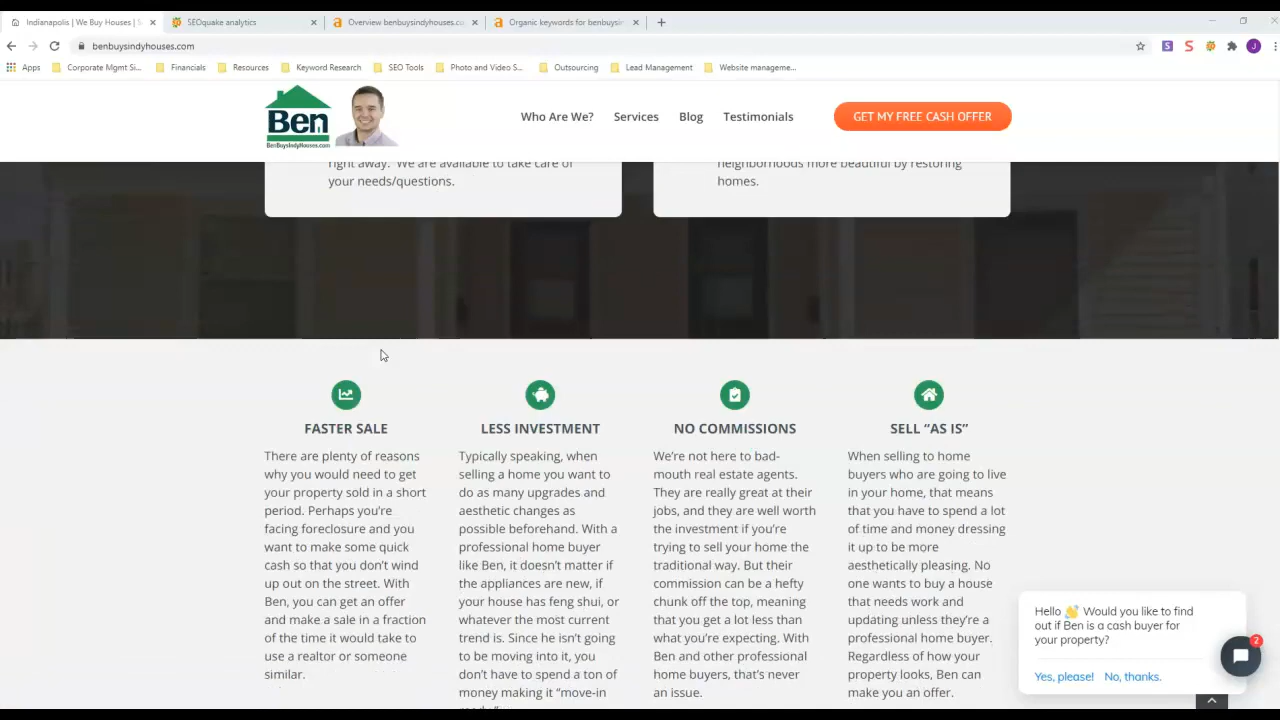 Indianapolis | We Buy Houses | S
SEOquake analytics
Overview benbuysindyhouses.co
Organic keywords for benbuysin
benbuysindyhouses.com
Apps
Corporate Mgmt Si...
Financials
Resources
Keyword Research
SEO Tools
Photo and Video S...
Outsourcing
Lead Management
Website manageme...
Ben
BenBuysIndyHouses.com
Who Are We?
Services
Blog
Testimonials
GET MY FREE CASH OFFER
right away. We are available to take care of
your needs/questions.
neighborhoods more beautiful by restoring
homes.
FASTER SALE
There are plenty of reasons
why you would need to get
your property sold in a short
period. Perhaps you're
facing foreclosure and you
want to make some quick
cash so that you don't wind
up out on the street. With
Ben, you can get an offer
and make a sale in a fraction
of the time it would take to
use a realtor or someone
similar.
LESS INVESTMENT
Typically speaking, when
selling a home you want to
do as many upgrades and
aesthetic changes as
possible beforehand. With a
professional home buyer
like Ben, it doesn't matter if
the appliances are new, if
your house has feng shui, or
whatever the most current
trend is. Since he isn't going
to be moving into it, you
don't have to spend a ton of
money making it "move-in
NO COMMISSIONS
We're not here to bad-
mouth real estate agents.
They are really great at their
jobs, and they are well worth
the investment if you're
trying to sell your home the
traditional way. But their
commission can be a hefty
chunk off the top, meaning
that you get a lot less than
what you're expecting. With
Ben and other professional
home buyers, that's never
an issue.
SELL "AS IS"
When selling to home
buyers who are going to live
in your home, that means
that you have to spend a lot
of time and money dressing
it up to be more
aesthetically pleasing. No
one wants to buy a house
that needs work and
updating unless they're a
professional home buyer.
Regardless of how your
property looks, Ben can
make you an offer.
Hello 👋 Would you like to find
out if Ben is a cash buyer for
your property?
Yes, please!
No, thanks.
2
S
S
J